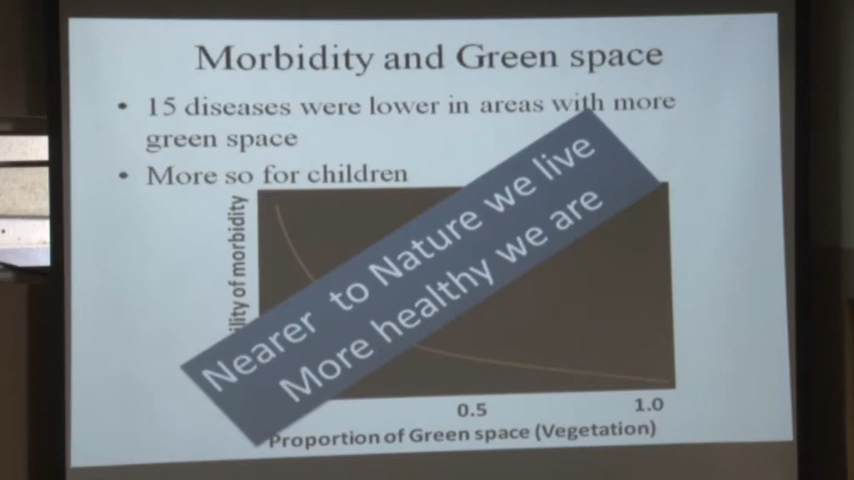 Morbidity and Green space
• 15 diseases were lower in areas with more
green space
• More so for children
Nearer to Nature we live
More healthy we are
of morbidity
0.5
1.0
Proportion of Green space (Vegetation)